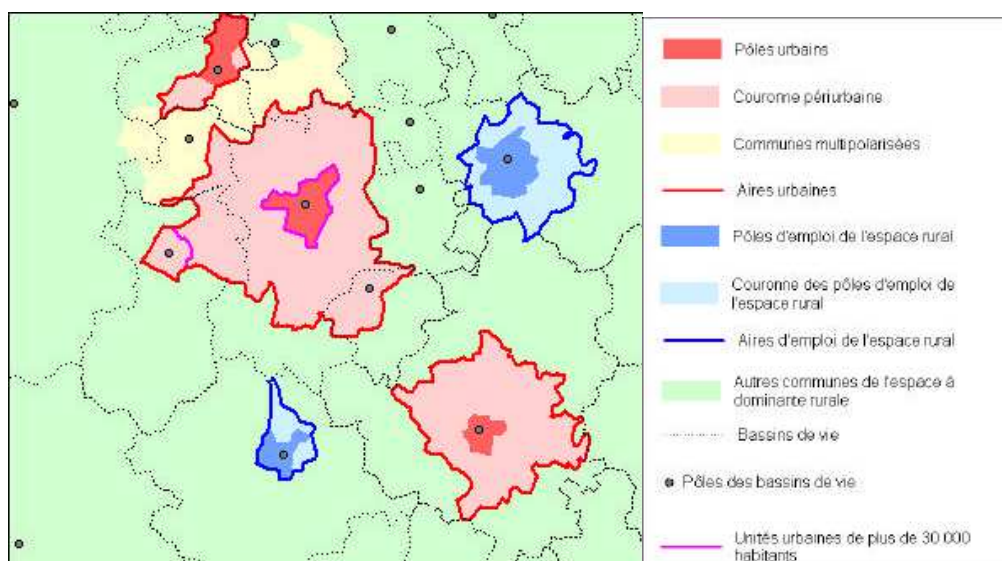 Pôles urbains
Couronne périurbaine
Communes multipolarisées
Aires urbaines
Pôles d'emploi de l'espace rural
Couronne des pôles d'emploi de
l'espace rural
Aires d'emploi de l'espace rural
Autres communes de l'espace à
dominante rurale
Bassins de vie
Pôles des bassins de vie
Unités urbaines de plus de 30 000
habitants